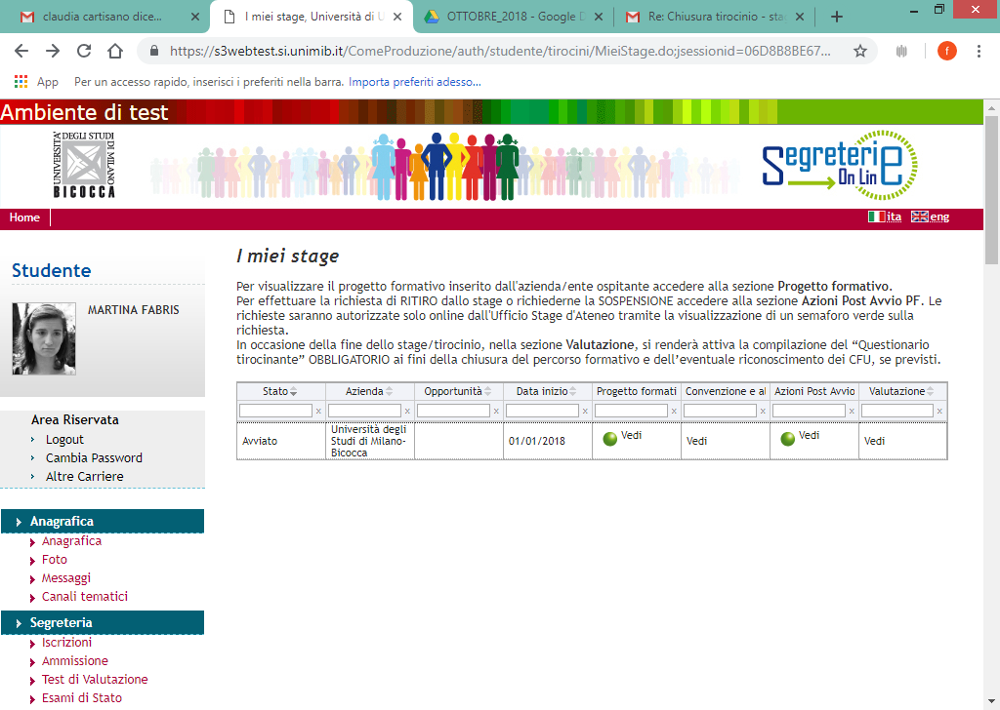 claudia cartisano dice...
I miei stage, Università di U
OTTOBRE_2018 - Google D
Re: Chiusura tirocinio - stag
https://s3webtest.si.unimib.it/ComeProduzione/auth/studente/tirocini/MieiStage.do;jsessionid=06D8B8BE67...
f
App
Per un accesso rapido, inserisci i preferiti nella barra. Importa preferiti adesso...
Ambiente di test
UNIVERSITA' DEGLI STUDI DI MILANO
BICOCCA
Segreterie
On Line
Home
ita
eng
Studente
MARTINA FABRIS
Area Riservata
Logout
Cambia Password
Altre Carriere
Anagrafica
Anagrafica
Foto
Messaggi
Canali tematici
Segreteria
Iscrizioni
Ammissione
Test di Valutazione
Esami di Stato
I miei stage
Per visualizzare il progetto formativo inserito dall'azienda/ente ospitante accedere alla sezione Progetto formativo.
Per effettuare la richiesta di RITIRO dallo stage o richiederne la SOSPENSIONE accedere alla sezione Azioni Post Avvio PF. Le
richieste saranno autorizzate solo online dall'Ufficio Stage d'Ateneo tramite la visualizzazione di un semaforo verde sulla
richiesta.
In occasione della fine dello stage/tirocinio, nella sezione Valutazione, si renderà attiva la compilazione del “Questionario
tirocinante” OBBLIGATORIO ai fini della chiusura del percorso formativo e dell’eventuale riconoscimento dei CFU, se previsti.
Stato Azienda Opportunità Data inizio Progetto formati Convenzione e al Azioni Post Avvio Valutazione
x x x x x x x x
Avviato Università degli Studi di Milano-Bicocca 01/01/2018 Vedi Vedi Vedi Vedi